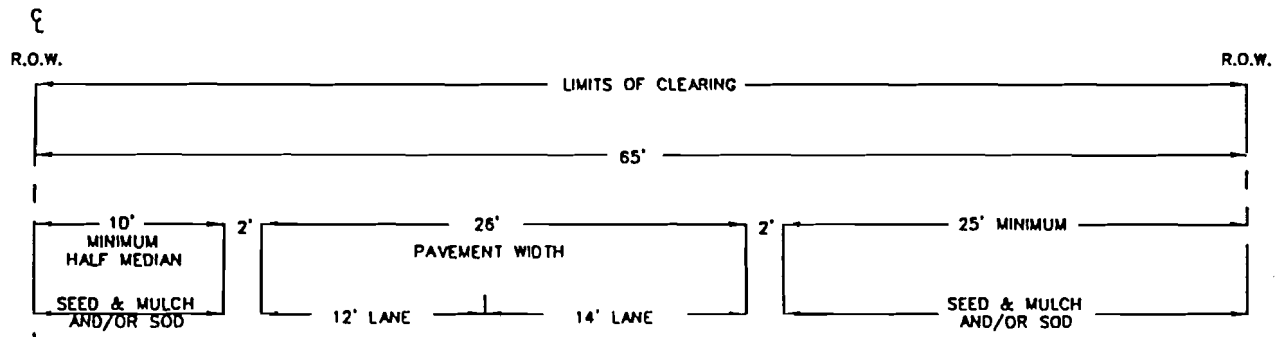 ℄
R.O.W. R.O.W.
LIMITS OF CLEARING
65'
10' 2' 26' 2' 25' MINIMUM
MINIMUM
HALF MEDIAN
PAVEMENT WIDTH
SEED & MULCH
AND/OR SOD
12' LANE 14' LANE
SEED & MULCH
AND/OR SOD